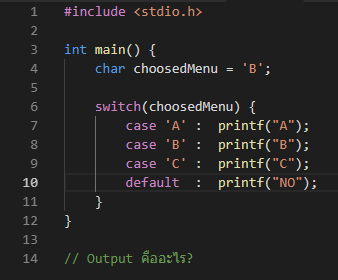 1 #include <stdio.h>
2
3 int main() {
4 char choosedMenu = 'B';
5
6 switch(choosedMenu) {
7 case 'A' : printf("A");
8 case 'B' : printf("B");
9 case 'C' : printf("C");
10 default : printf("NO");
11 }
12 }
13
14 // Output คืออะไร?